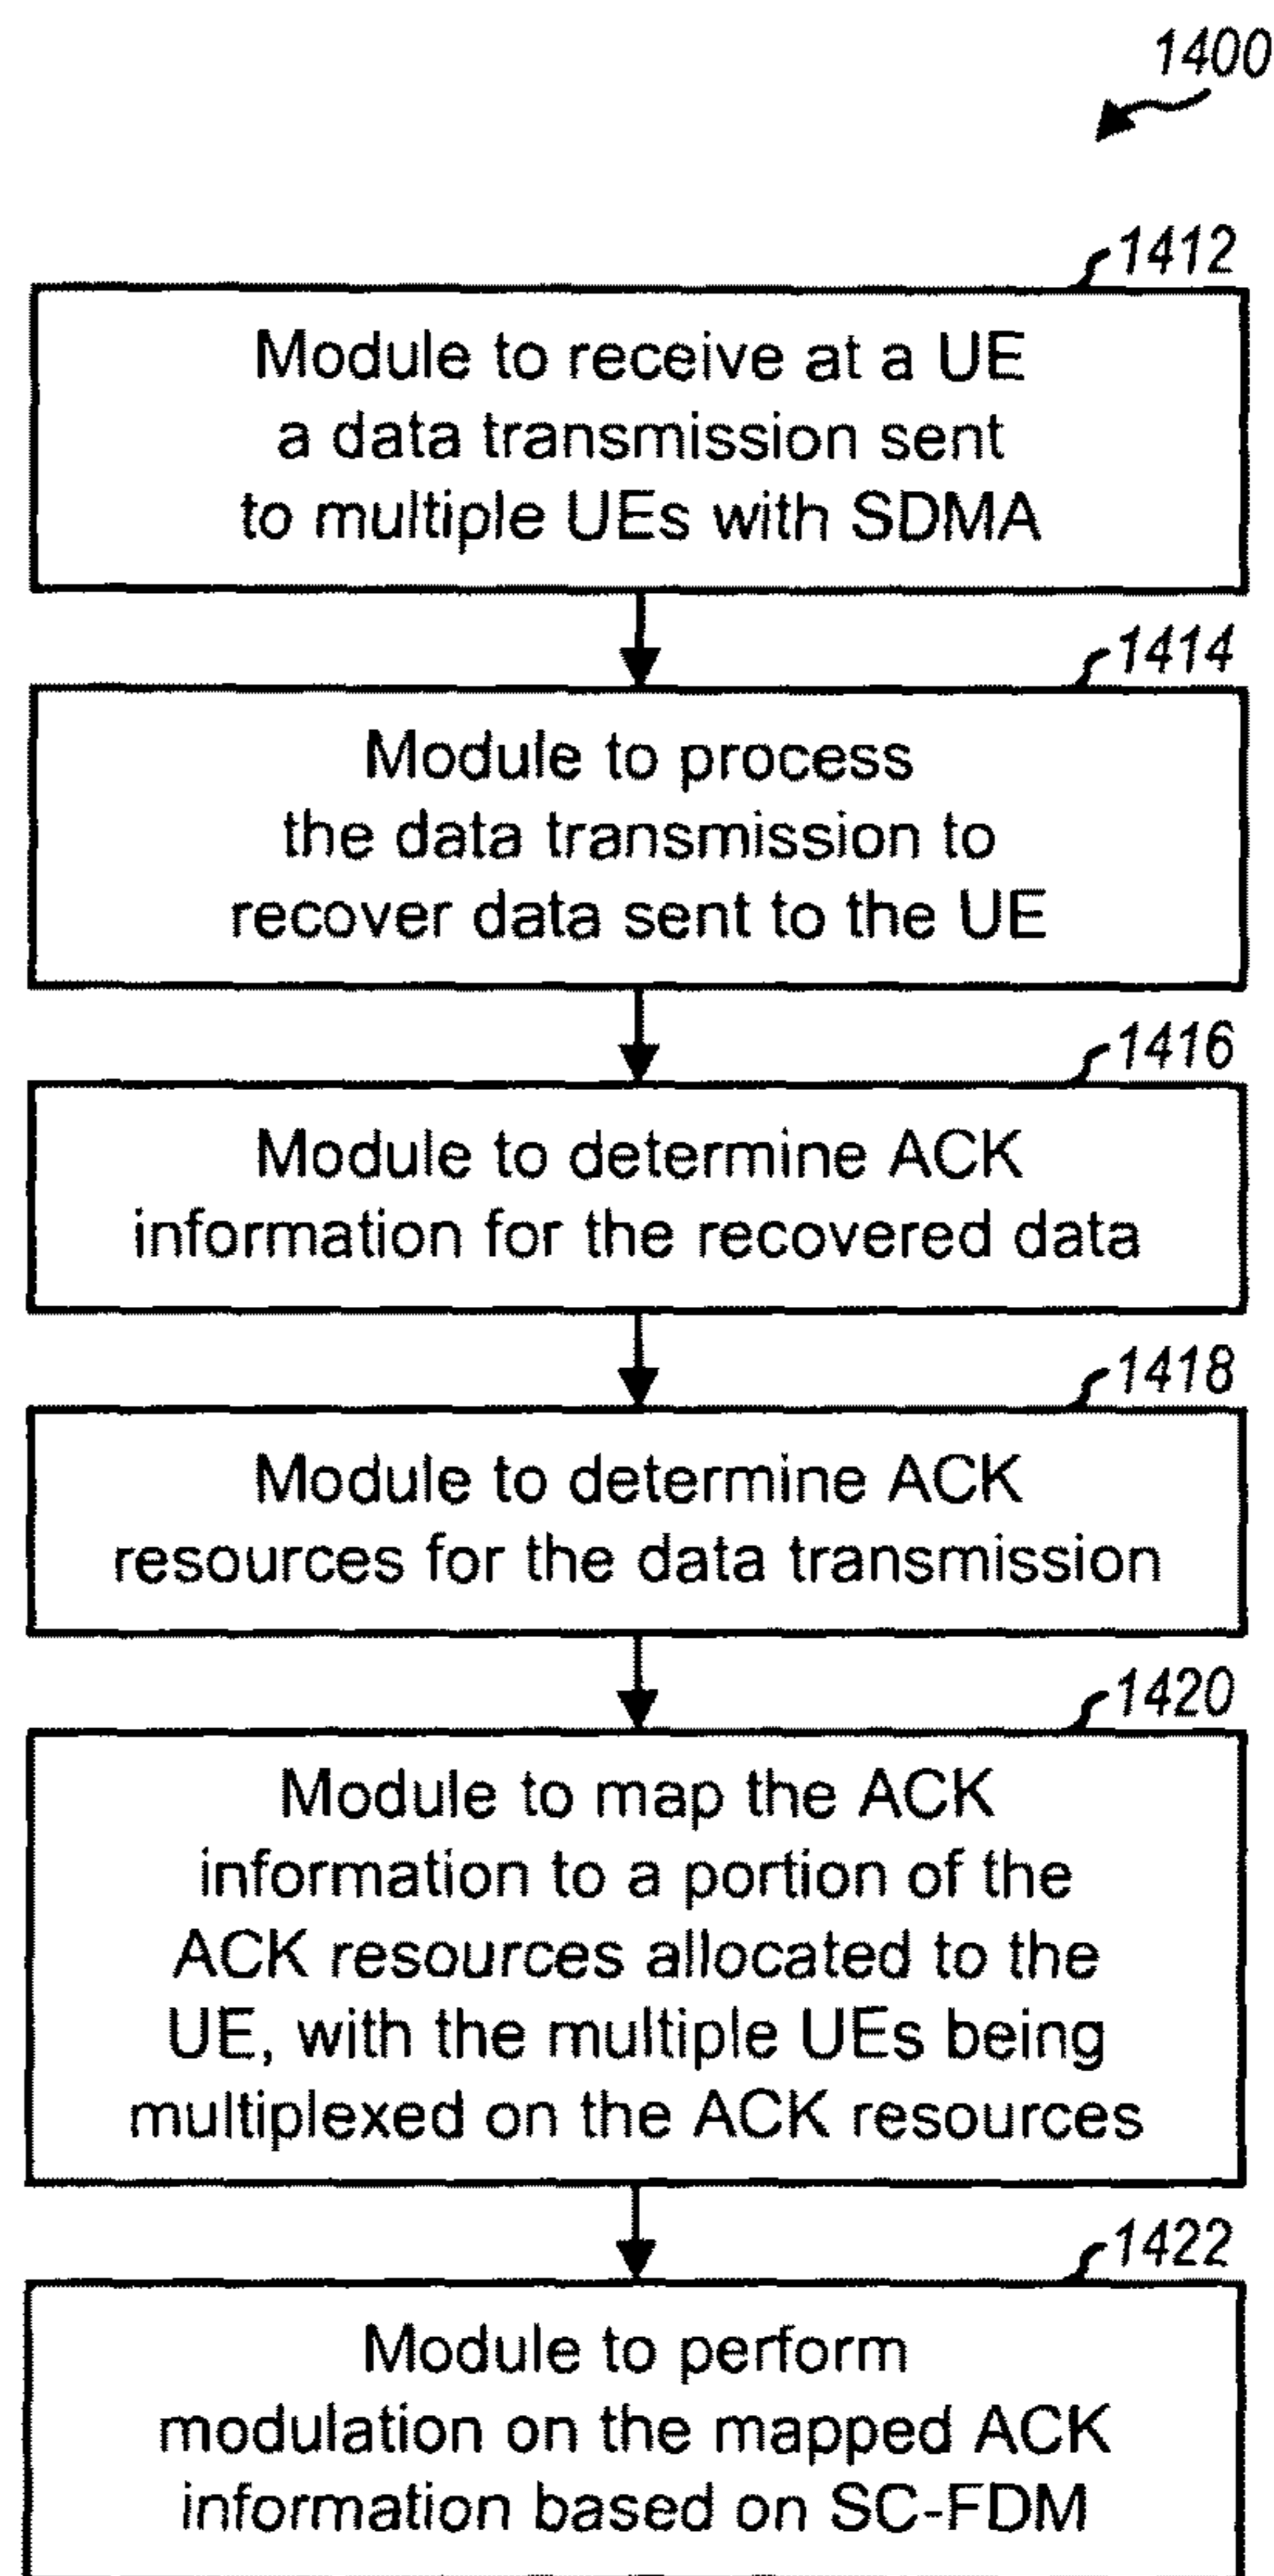 1400
1412
Module to receive at a UE
a data transmission sent
to multiple UEs with SDMA
1414
Module to process
the data transmission to
recover data sent to the UE
1416
Module to determine ACK
information for the recovered data
1418
Module to determine ACK
resources for the data transmission
1420
Module to map the ACK
information to a portion of the
ACK resources allocated to the
UE, with the multiple UEs being
multiplexed on the ACK resources
1422
Module to perform
modulation on the mapped ACK
information based on SC-FDM